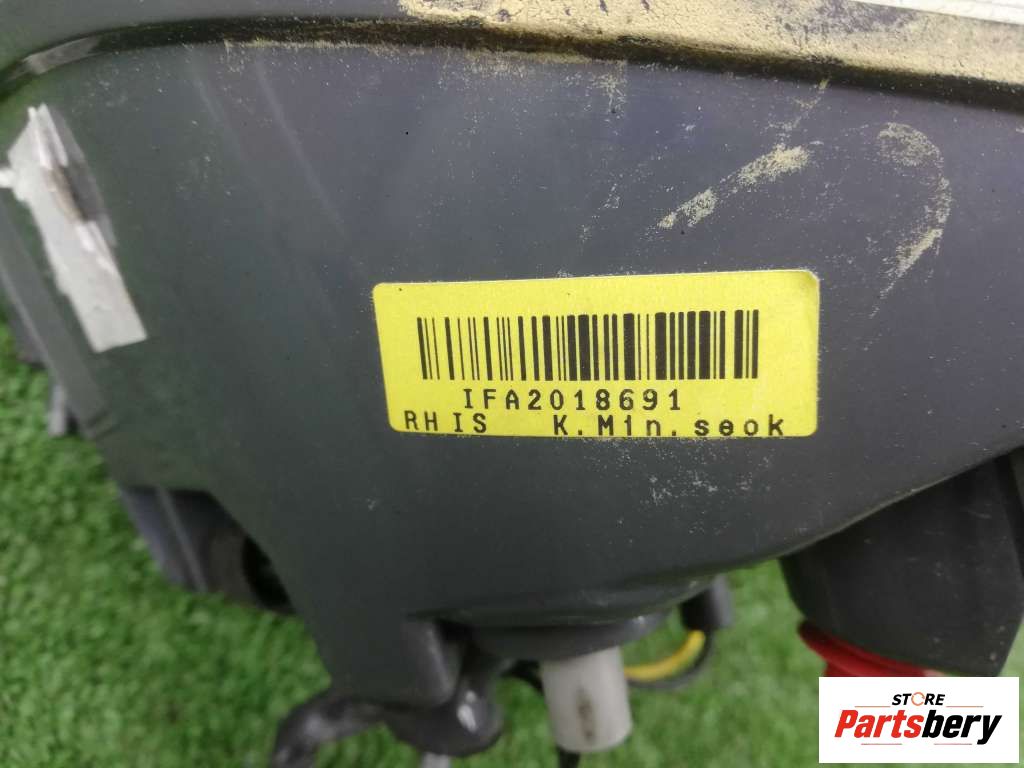 IFA2018691
RH IS K.Min.seok
STORE
Partsbery